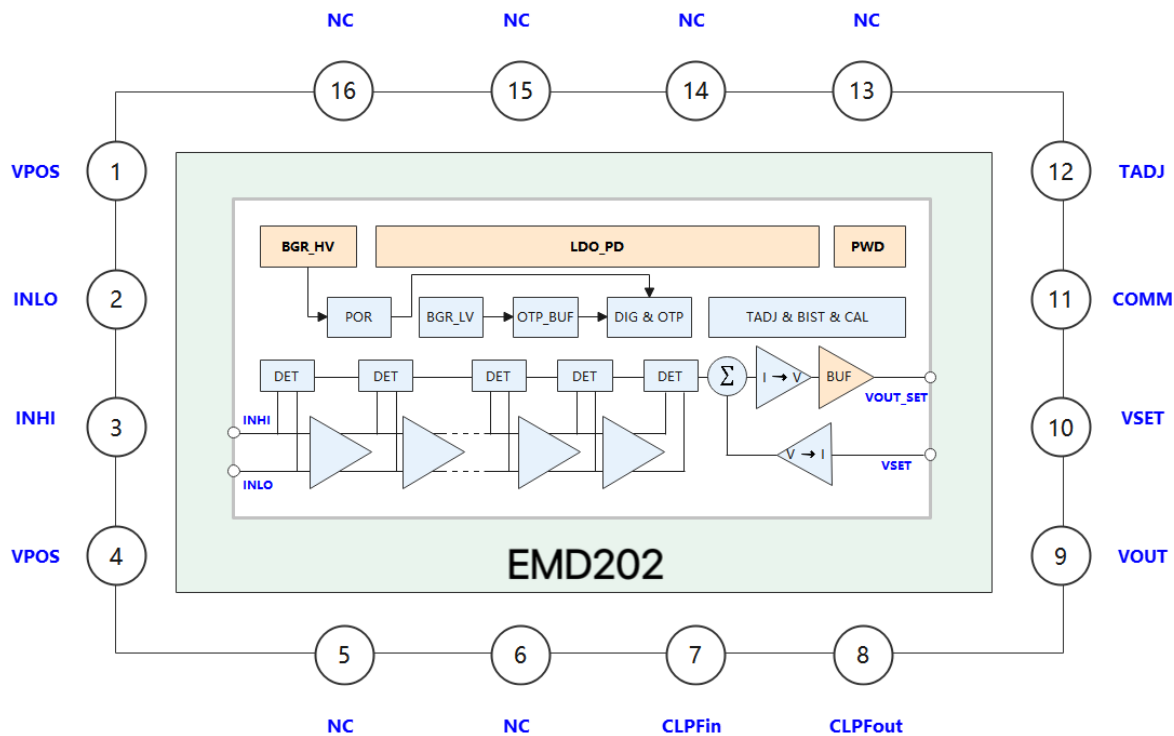 NC NC NC NC
16 15 14 13
VPOS 1 12 TADJ
BGR_HV LDO_PD PWD
INLO 2 11 COMM
POR BGR_LV OTP_BUF DIG & OTP TADJ & BIST & CAL
DET DET DET DET DET Σ I → V BUF
VOUT_SET
INHI 3 10 VSET
INHI
V → I
VSET
INLO
VPOS 4 9 VOUT
EMD202
5 6 7 8
NC NC CLPFin CLPFout